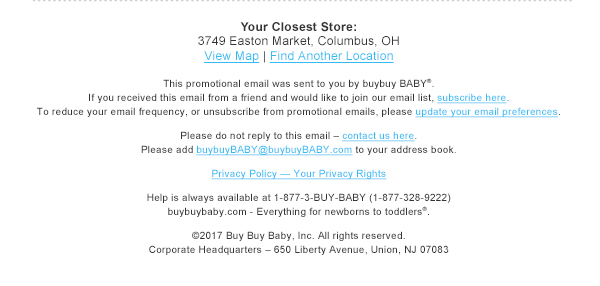 Your Closest Store:
3749 Easton Market, Columbus, OH
View Map | Find Another Location
This promotional email was sent to you by buybuy BABY®.
If you received this email from a friend and would like to join our email list, subscribe here.
To reduce your email frequency, or unsubscribe from promotional emails, please update your email preferences.
Please do not reply to this email – contact us here.
Please add buybuyBABY@buybuyBABY.com to your address book.
Privacy Policy — Your Privacy Rights
Help is always available at 1-877-3-BUY-BABY (1-877-328-9222)
buybuybaby.com - Everything for newborns to toddlers®.
©2017 Buy Buy Baby, Inc. All rights reserved.
Corporate Headquarters – 650 Liberty Avenue, Union, NJ 07083